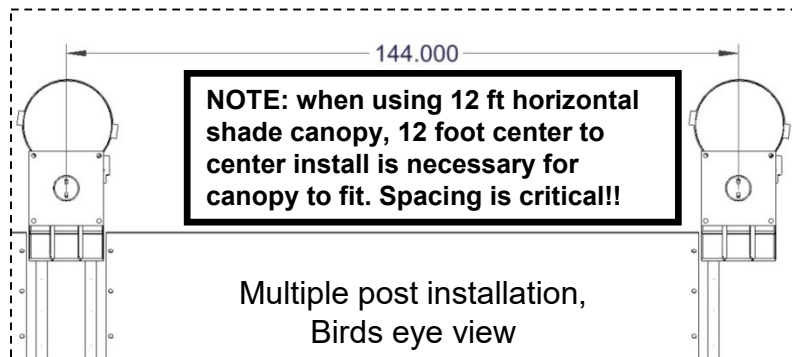 144.000
NOTE: when using 12 ft horizontal
shade canopy, 12 foot center to
center install is necessary for
canopy to fit. Spacing is critical!!
Multiple post installation,
Birds eye view